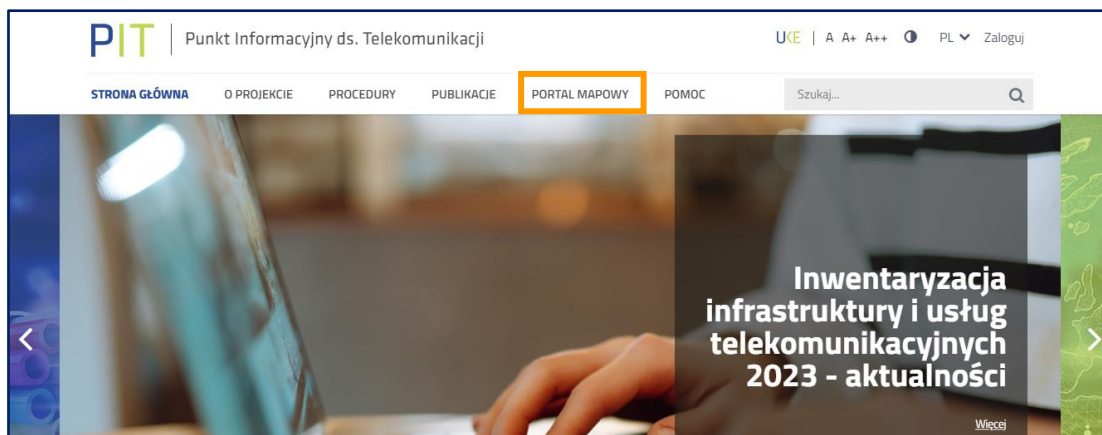 PIT | Punkt Informacyjny ds. Telekomunikacji
UKE | A A+ A++ PL Zaloguj
STRONA GŁÓWNA O PROJEKCIE PROCEDURY PUBLIKACJE PORTAL MAPOWY POMOC Szukaj...
Inwentaryzacja
infrastruktury i usług
telekomunikacyjnych
2023 - aktualności
Więcej